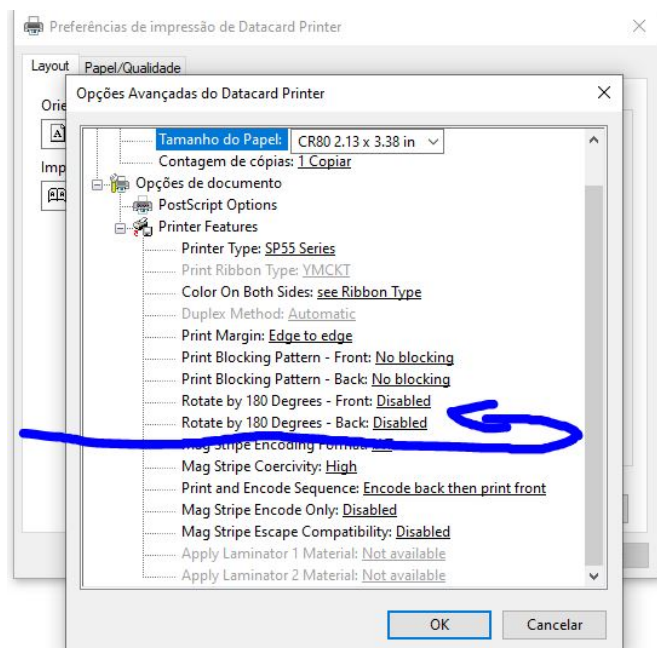 Preferências de impressão de Datacard Printer
Layout
Papel/Qualidade
Opções Avançadas do Datacard Printer
Orie
Imp
Tamanho do Papel: CR80 2.13 x 3.38 in
Contagem de cópias: 1 Copiar
Opções de documento
PostScript Options
Printer Features
Printer Type: SP55 Series
Print Ribbon Type: YMCKT
Color On Both Sides: see Ribbon Type
Duplex Method: Automatic
Print Margin: Edge to edge
Print Blocking Pattern - Front: No blocking
Print Blocking Pattern - Back: No blocking
Rotate by 180 Degrees - Front: Disabled
Rotate by 180 Degrees - Back: Disabled
Mag Stripe Encoding Format:
Mag Stripe Coercivity: High
Print and Encode Sequence: Encode back then print front
Mag Stripe Encode Only: Disabled
Mag Stripe Escape Compatibility: Disabled
Apply Laminator 1 Material: Not available
Apply Laminator 2 Material: Not available
OK
Cancelar